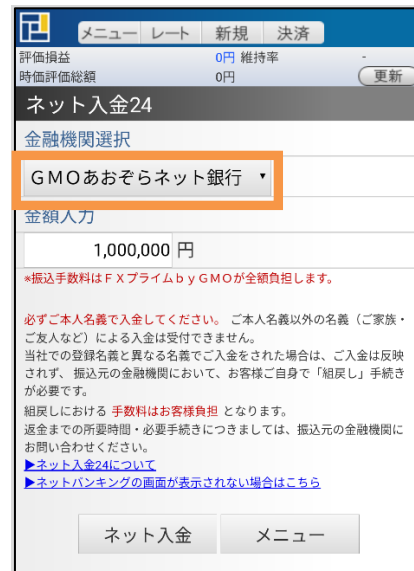 メニュー レート 新規 決済
評価損益 0円 維持率 -
時価評価総額 0円 更新
ネット入金24
金融機関選択
GMOあおぞらネット銀行
金額入力
1,000,000 円
*振込手数料はFXプライムbyGMOが全額負担します。
必ずご本人名義で入金してください。 ご本人名義以外の名義（ご家族・
ご友人など）による入金は受付できません。
当社での登録名義と異なる名義でご入金をされた場合は、ご入金は反映
されず、 振込元の金融機関において、お客様ご自身で「組戻し」手続き
が必要です。
組戻しにおける 手数料はお客様負担 となります。
返金までの所要時間・必要手続きにつきましては、振込元の金融機関に
お問い合わせください。
▶ネット入金24について
▶ネットバンキングの画面が表示されない場合はこちら
ネット入金 メニュー